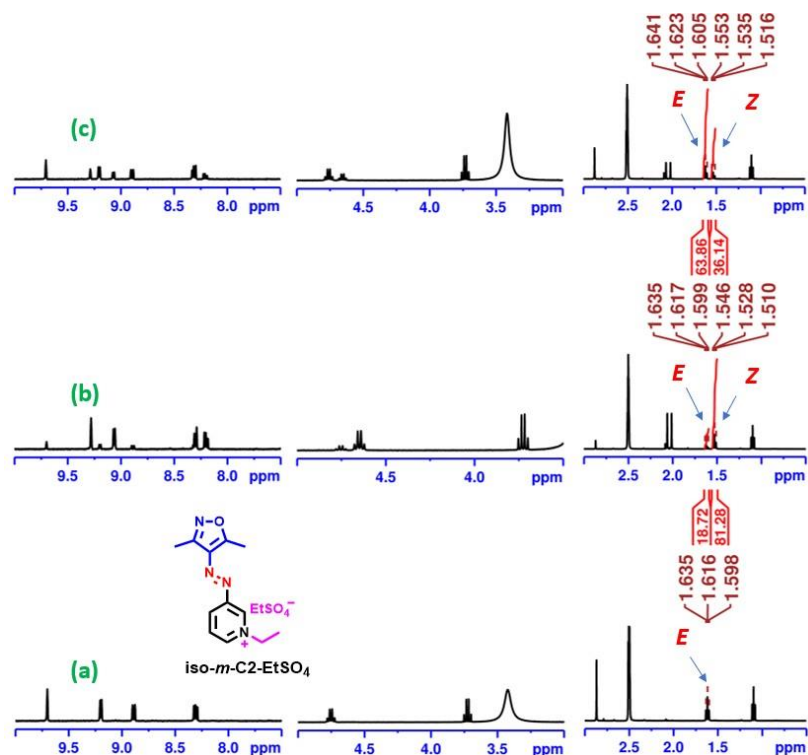 1.641
1.623
1.605
1.553
1.535
1.516
E
Z
(c)
9.5 9.0 8.5 8.0 ppm
4.5 4.0 3.5 ppm
2.5 2.0 1.5 ppm
63.86
36.14
1.635
1.617
1.599
1.546
1.528
1.510
E
Z
(b)
9.5 9.0 8.5 8.0 ppm
4.5 4.0 ppm
2.5 2.0 1.5 ppm
18.72
81.28
1.635
1.616
1.598
E
N O
N
N
EtSO4−
N
+
iso-m-C2-EtSO4
(a)
9.5 9.0 8.5 8.0 ppm
4.5 4.0 3.5 ppm
2.5 2.0 1.5 ppm